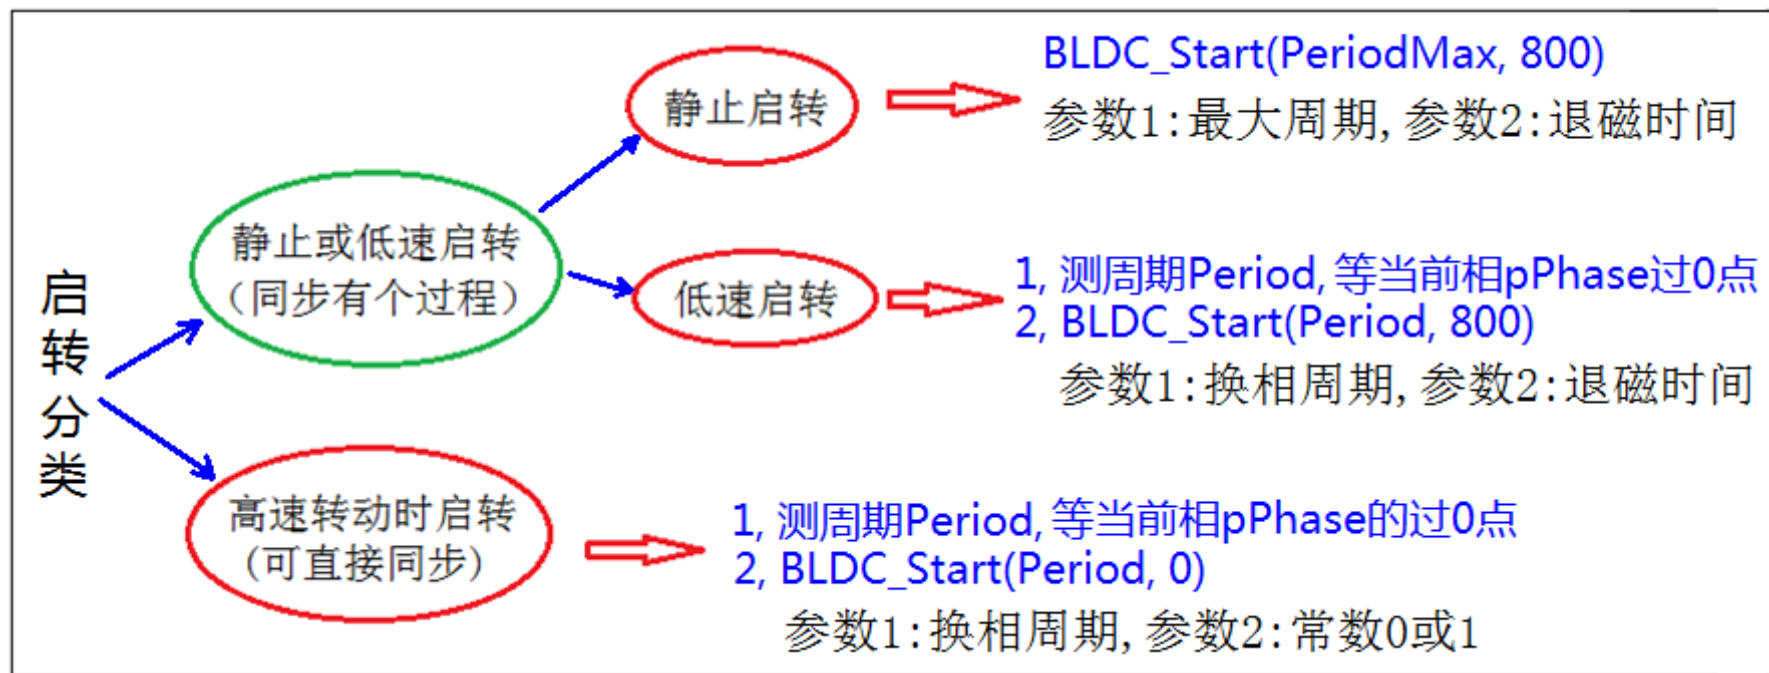 启转分类
静止或低速启转
（同步有个过程）
静止启转
BLDC_Start(PeriodMax, 800)
参数1:最大周期,参数2:退磁时间
低速启转
1, 测周期Period, 等当前相pPhase过0点
2, BLDC_Start(Period, 800)
参数1:换相周期,参数2:退磁时间
高速转动时启转
(可直接同步)
1, 测周期Period, 等当前相pPhase的过0点
2, BLDC_Start(Period, 0)
参数1:换相周期,参数2:常数0或1